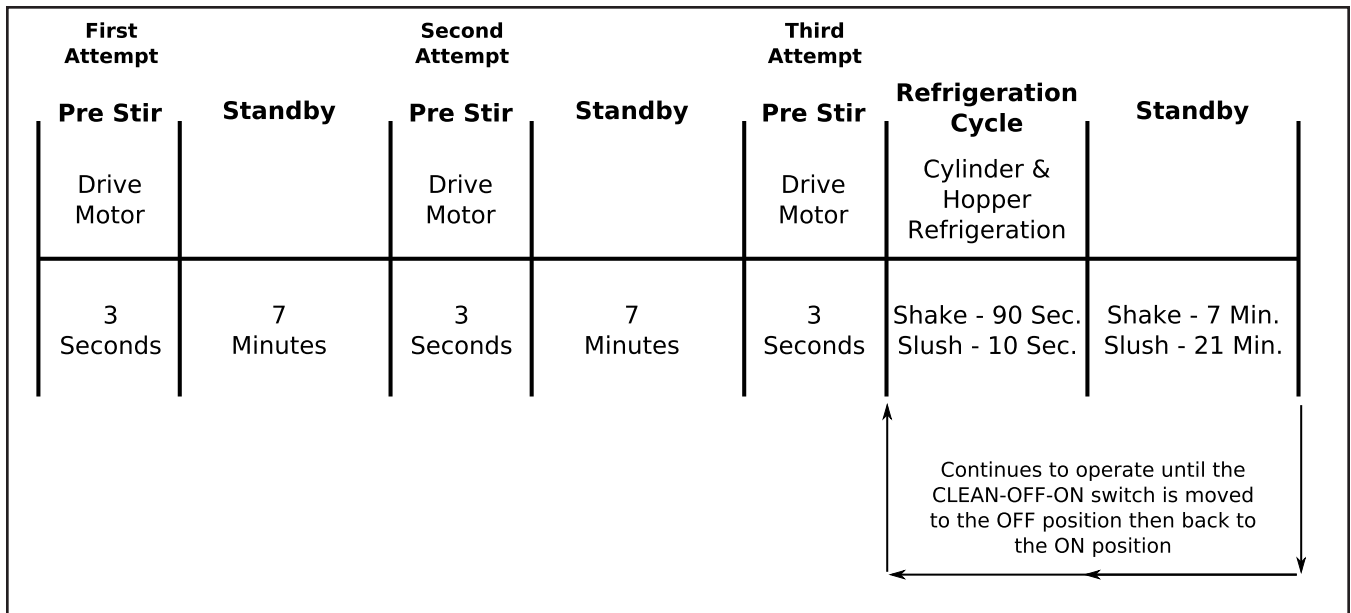 First
Attempt
Second
Attempt
Third
Attempt
Pre Stir
Standby
Pre Stir
Standby
Pre Stir
Refrigeration
Cycle
Standby
Drive
Motor
Drive
Motor
Drive
Motor
Cylinder &
Hopper
Refrigeration
3
Seconds
7
Minutes
3
Seconds
7
Minutes
3
Seconds
Shake - 90 Sec.
Slush - 10 Sec.
Shake - 7 Min.
Slush - 21 Min.
Continues to operate until the
CLEAN-OFF-ON switch is moved
to the OFF position then back to
the ON position